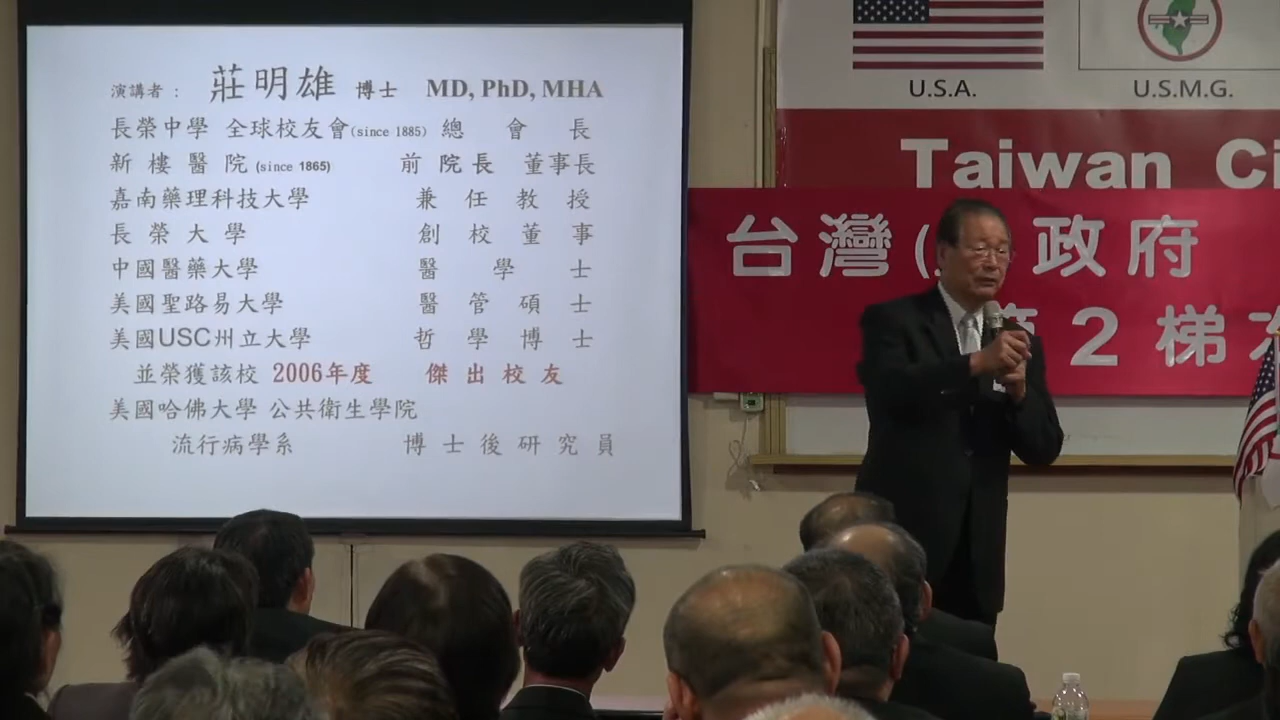 演講者 : 莊明雄 博士 MD, PhD, MHA
長榮中學 全球校友會(since 1885) 總會長
新樓醫院 (since 1865) 前院長 董事長
嘉南藥理科技大學 兼任教授
長榮大學 創校董事
中國醫藥大學 醫學士
美國聖路易大學 醫管碩士
美國USC州立大學 哲學博士
並榮獲該校 2006年度 傑出校友
美國哈佛大學 公共衛生學院
流行病學系 博士後研究員
U.S.A.
U.S.M.G.
Taiwan Ci
台灣( 政府
第2梯次